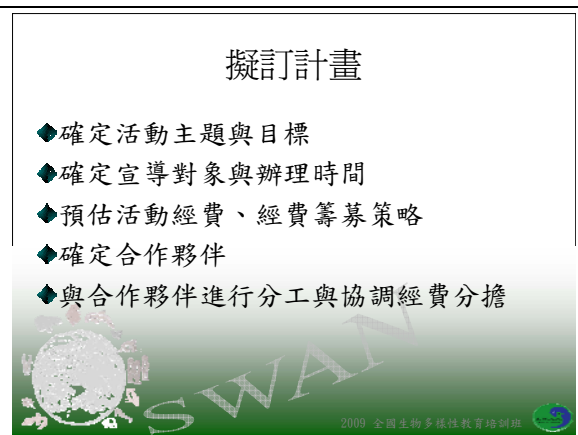 擬訂計畫
確定活動主題與目標
確定宣導對象與辦理時間
預估活動經費、經費籌募策略
確定合作夥伴
與合作夥伴進行分工與協調經費分擔
SWAN
2009 全國生物多樣性教育培訓班